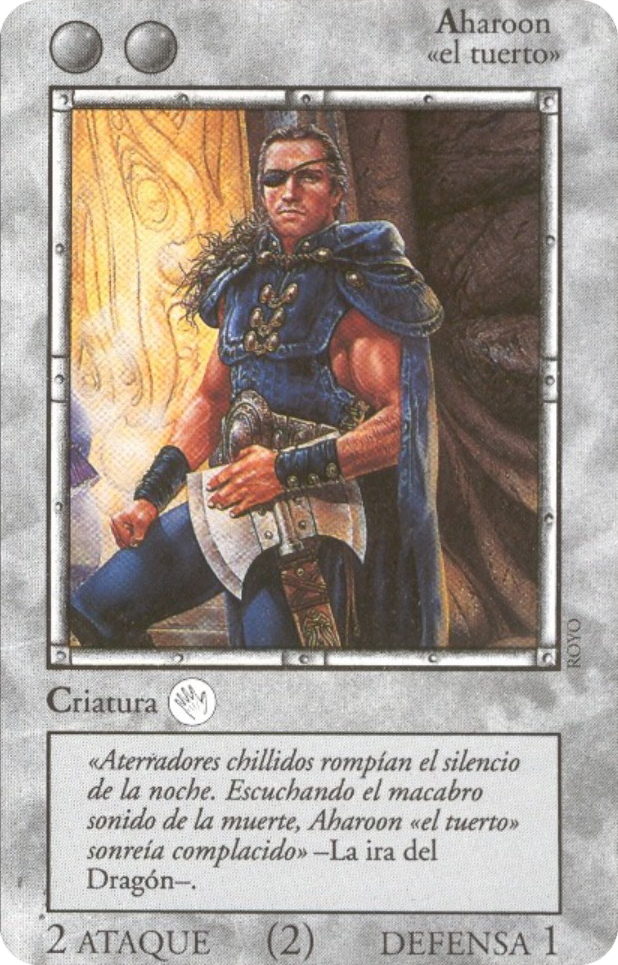 Aharoon
«el tuerto»
ROYO
Criatura
«Aterradores chillidos rompían el silencio
de la noche. Escuchando el macabro
sonido de la muerte, Aharoon «el tuerto»
sonreía complacido» –La ira del
Dragón–.
2 ATAQUE (2) DEFENSA 1